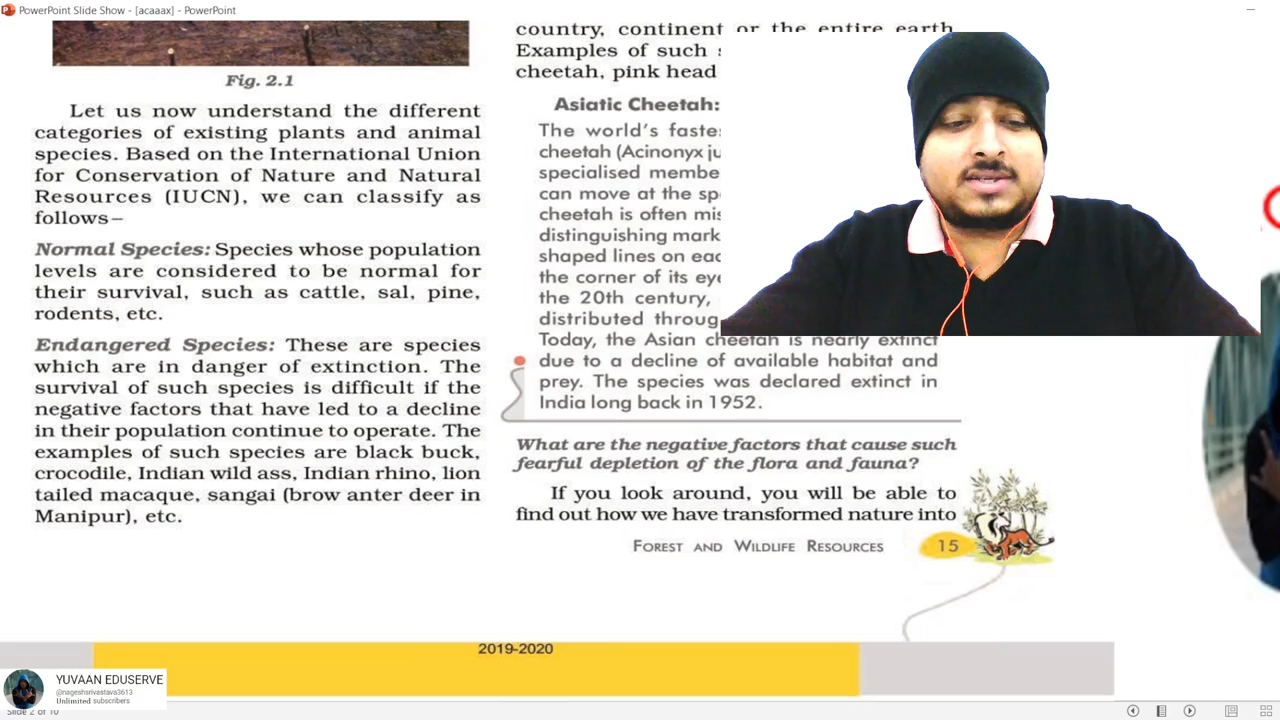 PowerPoint Slide Show - [acaaax] - PowerPoint
Fig. 2.1
Let us now understand the different
categories of existing plants and animal
species. Based on the International Union
for Conservation of Nature and Natural
Resources (IUCN), we can classify as
follows–
Normal Species: Species whose population
levels are considered to be normal for
their survival, such as cattle, sal, pine,
rodents, etc.
Endangered Species: These are species
which are in danger of extinction. The
survival of such species is difficult if the
negative factors that have led to a decline
in their population continue to operate. The
examples of such species are black buck,
crocodile, Indian wild ass, Indian rhino, lion
tailed macaque, sangai (brow anter deer in
Manipur), etc.
country, continent or the entire earth
Examples of such
cheetah, pink head
Asiatic Cheetah:
The world's
cheetah (Acinonyx
specialised
can move at the
cheetah is often
distinguishing
shaped lines on
the corner of its
the 20th century,
distributed
Today, the Asian cheetah is nearly extinct
due to a decline of available habitat and
prey. The species was declared extinct in
India long back in 1952.
What are the negative factors that cause such
fearful depletion of the flora and fauna?
If you look around, you will be able to
find out how we have transformed nature into
FOREST AND WILDLIFE RESOURCES 15
2019-2020
YUVAAN EDUSERVE
@nageshsrivastava3613
Unlimited subscribers
Slide 2 of 10